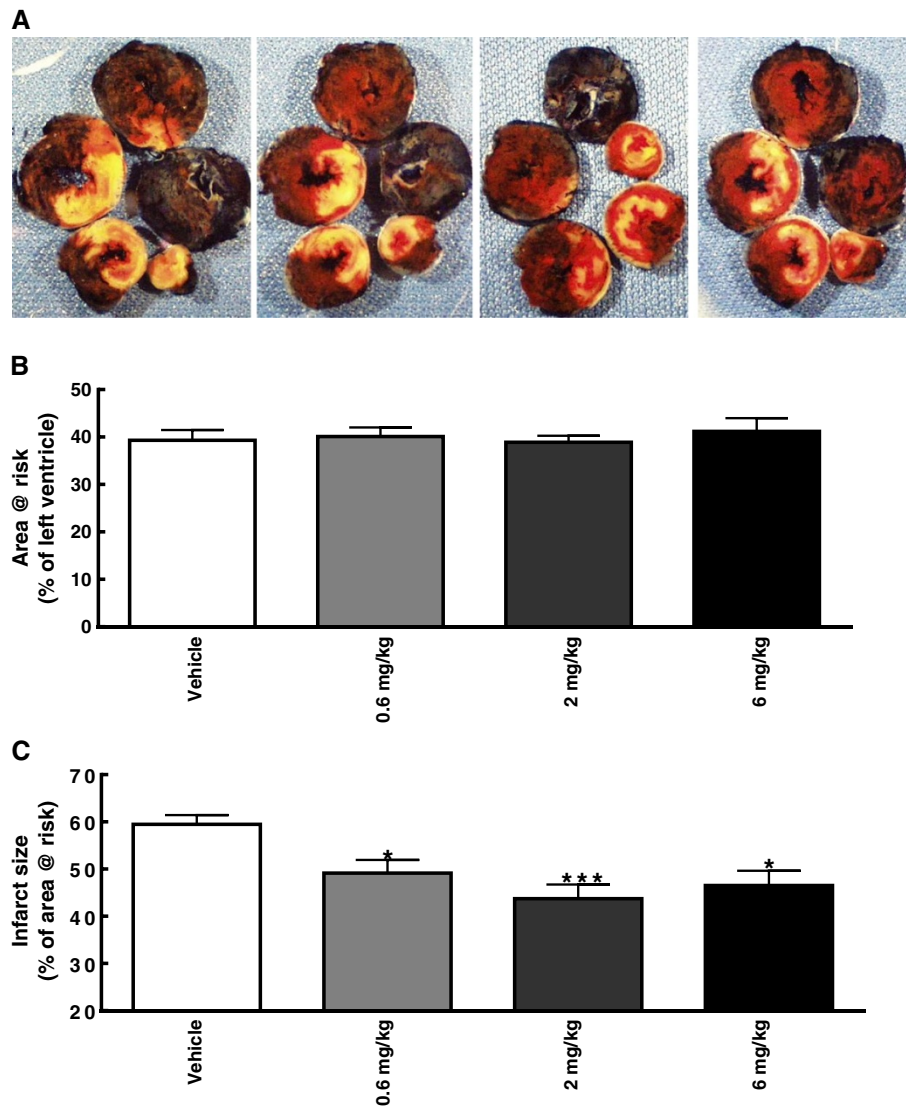 A
B
Area @ risk
(% of left ventricle)
50
40
30
20
10
0
Vehicle
0.6 mg/kg
2 mg/kg
6 mg/kg
C
Infarct size
(% of area @ risk)
70
60
50
40
30
20
*
***
*
Vehicle
0.6 mg/kg
2 mg/kg
6 mg/kg